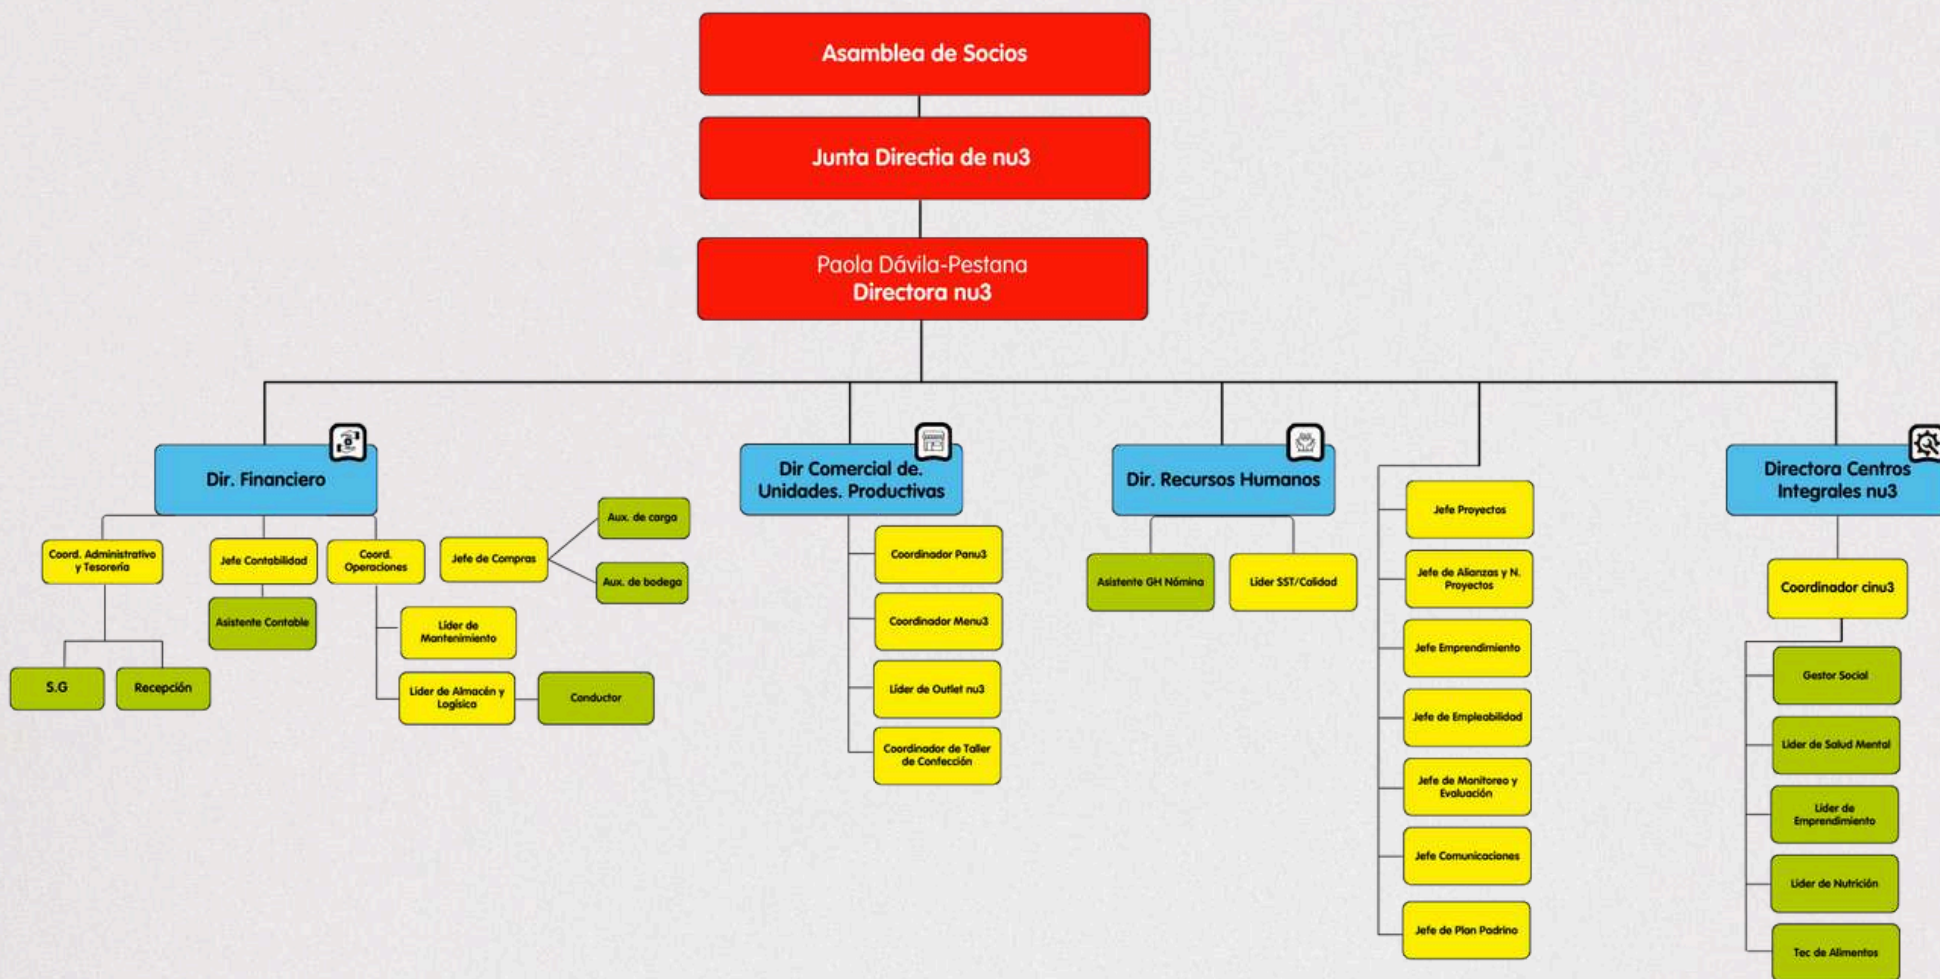 Asamblea de Socios
Junta Directia de nu3
Paola Dávila-Pestana
Directora nu3
Dir. Financiero
Dir Comercial de.
Unidades. Productivas
Dir. Recursos Humanos
Directora Centros
Integrales nu3
Coord. Administrativo
y Tesorería
S.G
Recepción
Jefe Contabilidad
Asistente Contable
Coord.
Operaciones
Líder de
Mantenimiento
Líder de Almacén y
Logísica
Conductor
Jefe de Compras
Aux. de carga
Aux. de bodega
Coordinador Panu3
Coordinador Menu3
Líder de Outlet nu3
Coordinador de Taller
de Confección
Asistente GH Nómina
Líder SST/Calidad
Jefe Proyectos
Jefe de Alianzas y N.
Proyectos
Jefe Emprendimiento
Jefe de Empleabilidad
Jefe de Monitoreo y
Evaluación
Jefe Comunicaciones
Jefe de Plan Padrino
Coordinador cinu3
Gestor Social
Líder de Salud Mental
Líder de
Emprendimiento
Líder de Nutrición
Tec de Alimentos